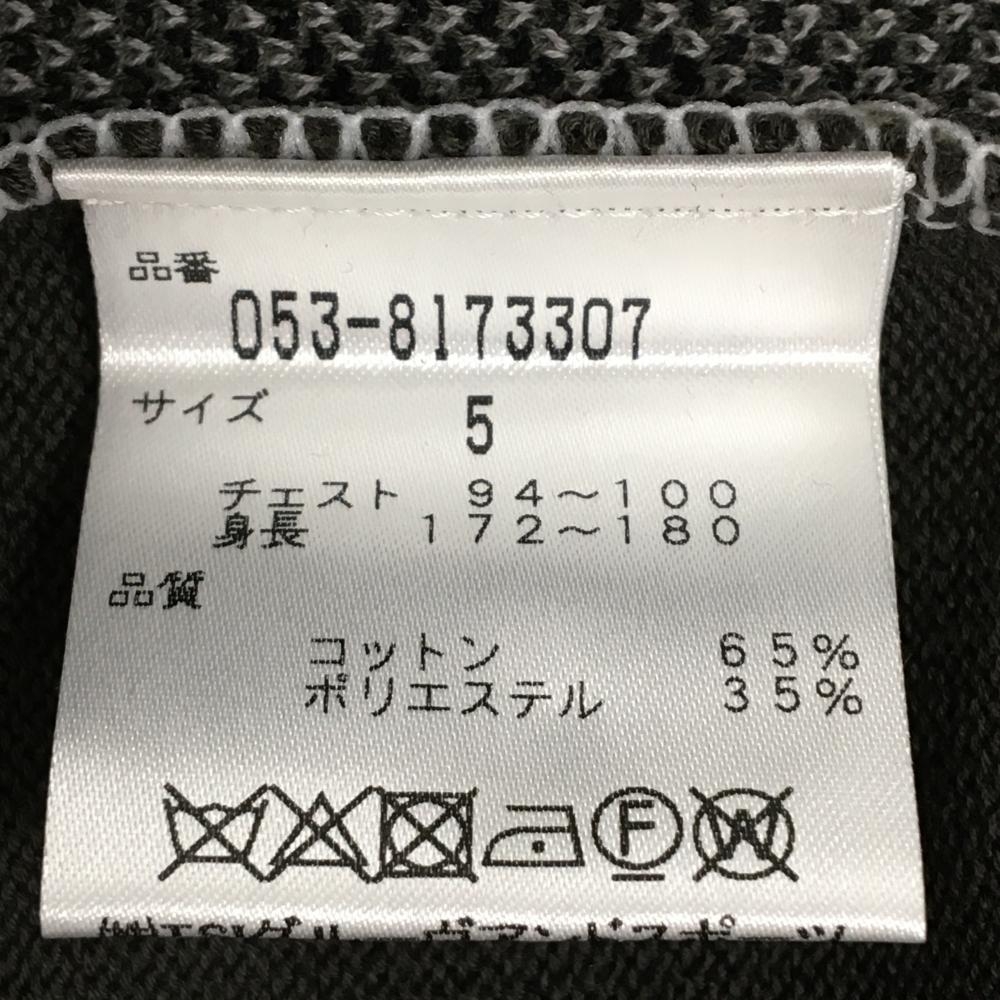 品番
053-8173307
サイズ 5
チェスト 94～100
身長 172～180
品質
コットン 65%
ポリエステル 35%
F W